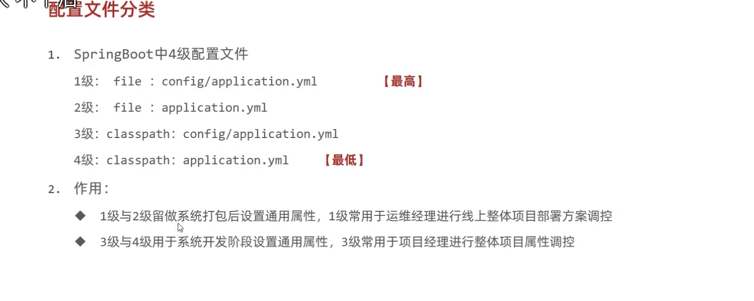 配置文件分类
1. SpringBoot中4级配置文件
1级： file ：config/application.yml 【最高】
2级： file ：application.yml
3级：classpath：config/application.yml
4级：classpath：application.yml 【最低】
2. 作用：
◆ 1级与2级留做系统打包后设置通用属性，1级常用于运维经理进行线上整体项目部署方案调控
◆ 3级与4级用于系统开发阶段设置通用属性，3级常用于项目经理进行整体项目属性调控